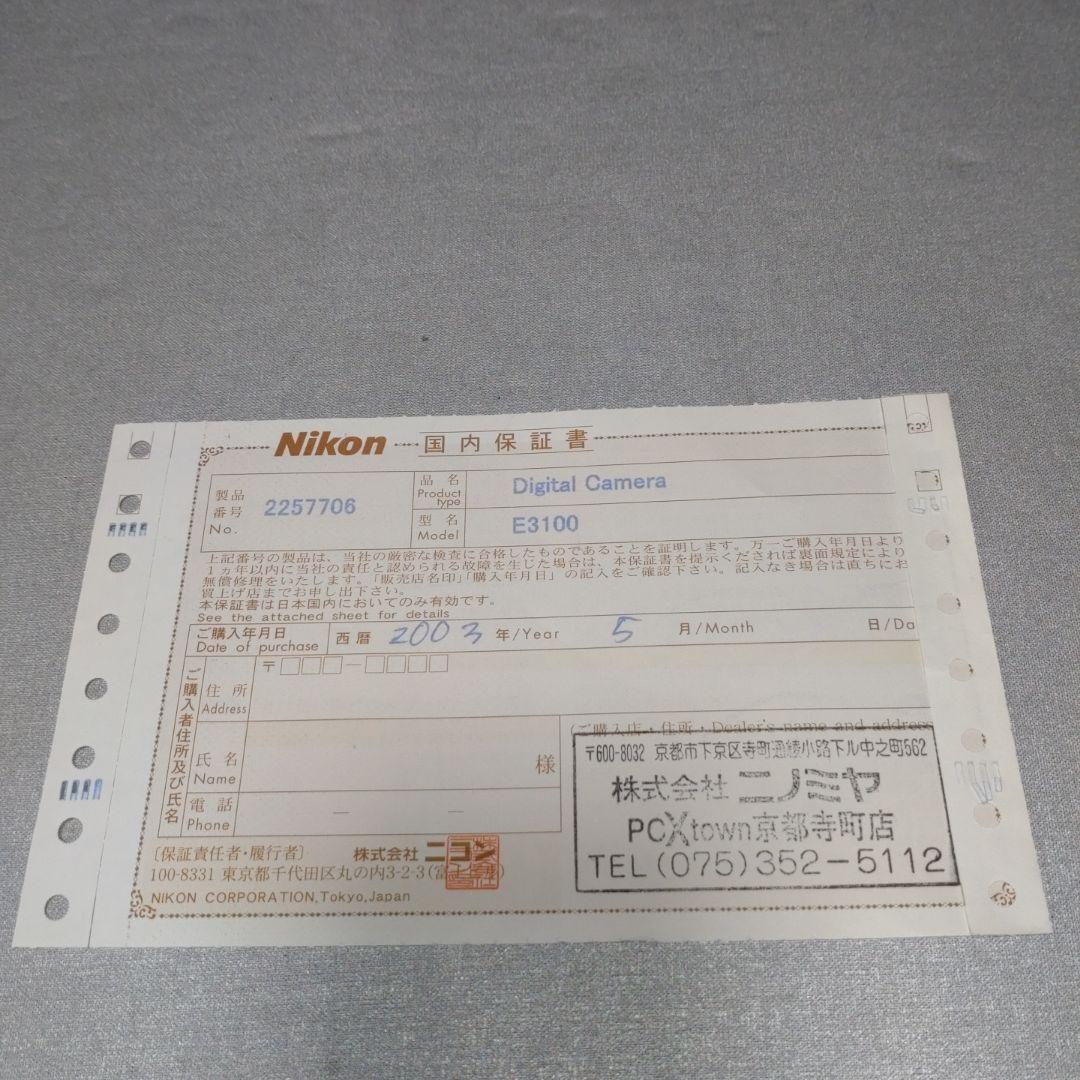 Nikon 国内保証書
製品番号 No. 2257706
品名 Product type Digital Camera
型名 Model E3100
上記番号の製品は、当社の厳密な検査に合格したものであることを証明します。万一ご購入年月日より
1ヵ年以内に当社の責任と認められる故障を生じた場合は、本保証書を提示くだされば裏面規定により
無償修理をいたします。「販売店名印」「購入年月日」の記入をご確認下さい。記入なき場合は直ちにお
買上げ店までお申し出下さい。
本保証書は日本国内においてのみ有効です。
See the attached sheet for details
ご購入年月日 Date of purchase 西暦 2003 年/Year 5 月/Month 日/Da
ご購入者住所及び氏名
住所 Address 〒
氏名 Name 様
電話 Phone
(ご購入店・住所・Dealer's name and address
〒600-8032 京都市下京区寺町通綾小路下ル中之町562
株式会社 ニノミヤ
PCXtown京都寺町店
TEL(075)352-5112
〔保証責任者・履行者〕 株式会社 ニコン
100-8331 東京都千代田区丸の内3-2-3
NIKON CORPORATION,Tokyo,Japan